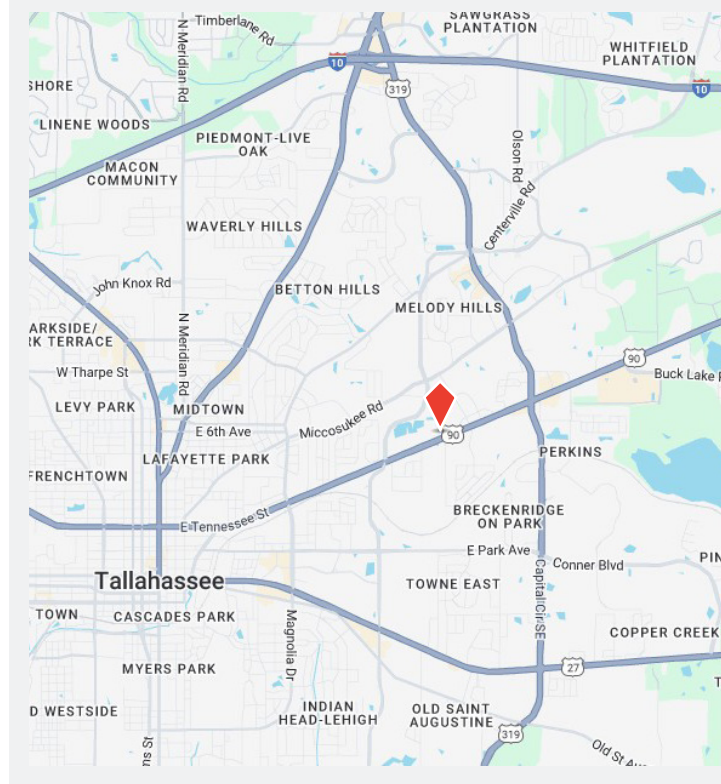 SAWGRASS
PLANTATION
Timberlane Rd
N Meridian Rd
WHITFIELD
PLANTATION
10
319
10
SHORE
LINENE WOODS
PIEDMONT-LIVE
OAK
Olson Rd
MACON
COMMUNITY
Centerville Rd
WAVERLY HILLS
John Knox Rd
BETTON HILLS
MELODY HILLS
N Meridian Rd
ARKSIDE/
RK TERRACE
90
W Tharpe St
Buck Lake R
LEVY PARK
MIDTOWN
Miccosukee Rd
E 6th Ave
90
LAFAYETTE PARK
PERKINS
FRENCHTOWN
BRECKENRIDGE
ON PARK
E Tennessee St
E Park Ave
Conner Blvd
PIN
Tallahassee
TOWNE EAST
Capital Cir SE
TOWN
CASCADES PARK
Magnolia Dr
COPPER CREEK
MYERS PARK
27
T
D WESTSIDE
INDIAN
HEAD-LEHIGH
OLD SAINT
AUGUSTINE
319
ms St
Old St Au